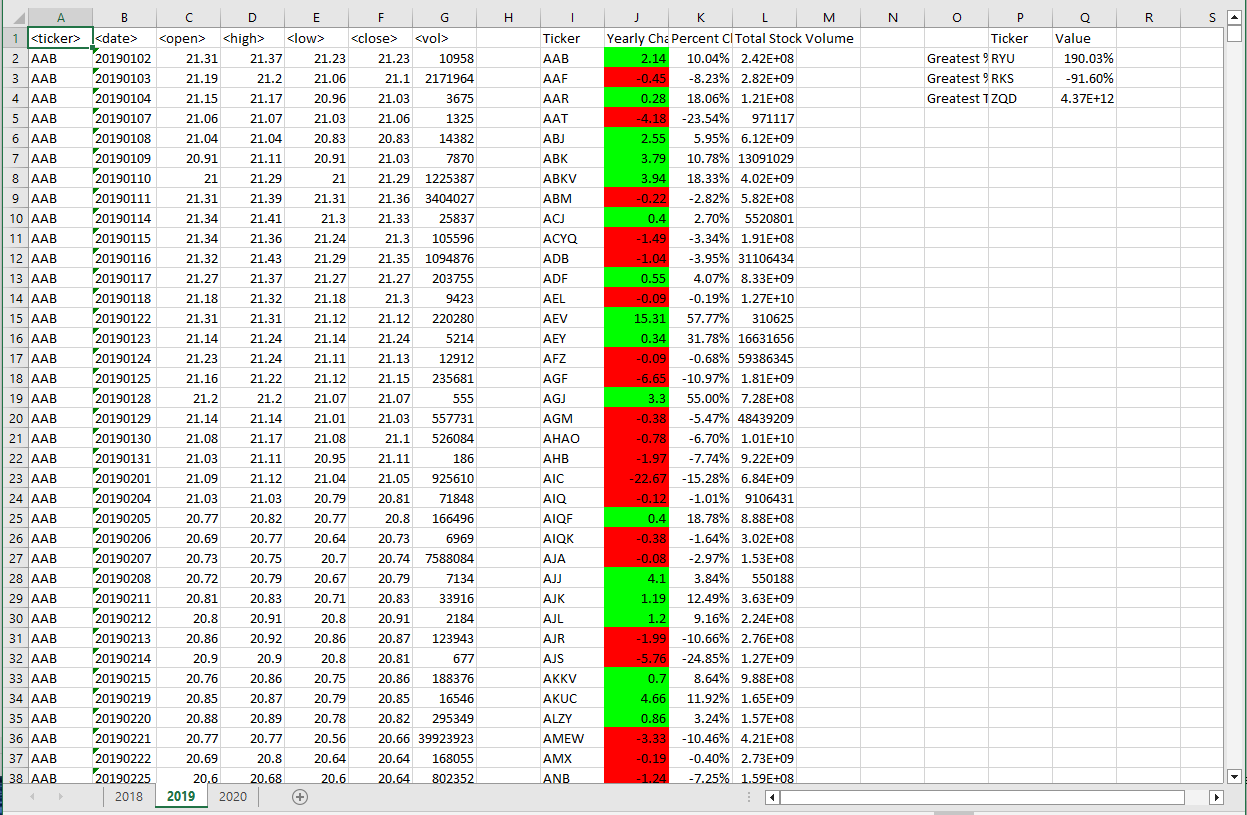 A B C D E F G H I J K L M N O P Q R S
1 <ticker> <date> <open> <high> <low> <close> <vol> Ticker Yearly Cha Percent Cl Total Stock Volume Ticker Value
2 AAB 20190102 21.31 21.37 21.23 21.23 10958 AAB 2.14 10.04% 2.42E+08 Greatest % RYU 190.03%
3 AAB 20190103 21.19 21.2 21.06 21.1 2171964 AAF -0.45 -8.23% 2.82E+09 Greatest % RKS -91.60%
4 AAB 20190104 21.15 21.17 20.96 21.03 3675 AAR 0.28 18.06% 1.21E+08 Greatest T ZQD 4.37E+12
5 AAB 20190107 21.06 21.07 21.03 21.06 1325 AAT -4.18 -23.54% 971117
6 AAB 20190108 21.04 21.04 20.83 20.83 14382 ABJ 2.55 5.95% 6.12E+09
7 AAB 20190109 20.91 21.11 20.91 21.03 7870 ABK 3.79 10.78% 13091029
8 AAB 20190110 21 21.29 21 21.29 1225387 ABKV 3.94 18.33% 4.02E+09
9 AAB 20190111 21.31 21.39 21.31 21.36 3404027 ABM -0.22 -2.82% 5.82E+08
10 AAB 20190114 21.34 21.41 21.3 21.33 25837 ACJ 0.4 2.70% 5520801
11 AAB 20190115 21.34 21.36 21.24 21.3 105596 ACYQ -1.49 -3.34% 1.91E+08
12 AAB 20190116 21.32 21.43 21.29 21.35 1094876 ADB -1.04 -3.95% 31106434
13 AAB 20190117 21.27 21.37 21.27 21.27 203755 ADF 0.55 4.07% 8.33E+09
14 AAB 20190118 21.18 21.32 21.18 21.3 9423 AEL -0.09 -0.19% 1.27E+10
15 AAB 20190122 21.31 21.31 21.12 21.12 220280 AEV 15.31 57.77% 310625
16 AAB 20190123 21.14 21.24 21.14 21.24 5214 AEY 0.34 31.78% 16631656
17 AAB 20190124 21.23 21.24 21.11 21.13 12912 AFZ -0.09 -0.68% 59386345
18 AAB 20190125 21.16 21.22 21.12 21.15 235681 AGF -6.65 -10.97% 1.81E+09
19 AAB 20190128 21.2 21.2 21.07 21.07 555 AGJ 3.3 55.00% 7.28E+08
20 AAB 20190129 21.14 21.14 21.01 21.03 557731 AGM -0.38 -5.47% 48439209
21 AAB 20190130 21.08 21.17 21.08 21.1 526084 AHAO -0.78 -6.70% 1.01E+10
22 AAB 20190131 21.03 21.11 20.95 21.11 186 AHB -1.97 -7.74% 9.22E+09
23 AAB 20190201 21.09 21.12 21.04 21.05 925610 AIC -22.67 -15.28% 6.84E+09
24 AAB 20190204 21.03 21.03 20.79 20.81 71848 AIQ -0.12 -1.01% 9106431
25 AAB 20190205 20.77 20.82 20.77 20.8 166496 AIQF 0.4 18.78% 8.88E+08
26 AAB 20190206 20.69 20.77 20.64 20.73 6969 AIQK -0.38 -1.64% 3.02E+08
27 AAB 20190207 20.73 20.75 20.7 20.74 7588084 AJA -0.08 -2.97% 1.53E+08
28 AAB 20190208 20.72 20.79 20.67 20.79 7134 AJJ 4.1 3.84% 550188
29 AAB 20190211 20.81 20.83 20.71 20.83 33916 AJK 1.19 12.49% 3.63E+09
30 AAB 20190212 20.8 20.91 20.8 20.91 2184 AJL 1.2 9.16% 2.24E+08
31 AAB 20190213 20.86 20.92 20.86 20.87 123943 AJR -1.99 -10.66% 2.76E+08
32 AAB 20190214 20.9 20.9 20.8 20.81 677 AJS -5.76 -24.85% 1.27E+09
33 AAB 20190215 20.76 20.86 20.75 20.86 188376 AKKV 0.7 8.64% 9.88E+08
34 AAB 20190219 20.85 20.87 20.79 20.85 16546 AKUC 4.66 11.92% 1.65E+09
35 AAB 20190220 20.88 20.89 20.78 20.82 295349 ALZY 0.86 3.24% 1.57E+08
36 AAB 20190221 20.77 20.77 20.56 20.66 39923923 AMEW -3.33 -10.46% 4.21E+08
37 AAB 20190222 20.69 20.8 20.64 20.64 168055 AMX -0.19 -0.40% 2.73E+09
38 AAB 20190225 20.6 20.68 20.6 20.64 802352 ANB -1.24 -7.25% 1.59E+08
2018 2019 2020